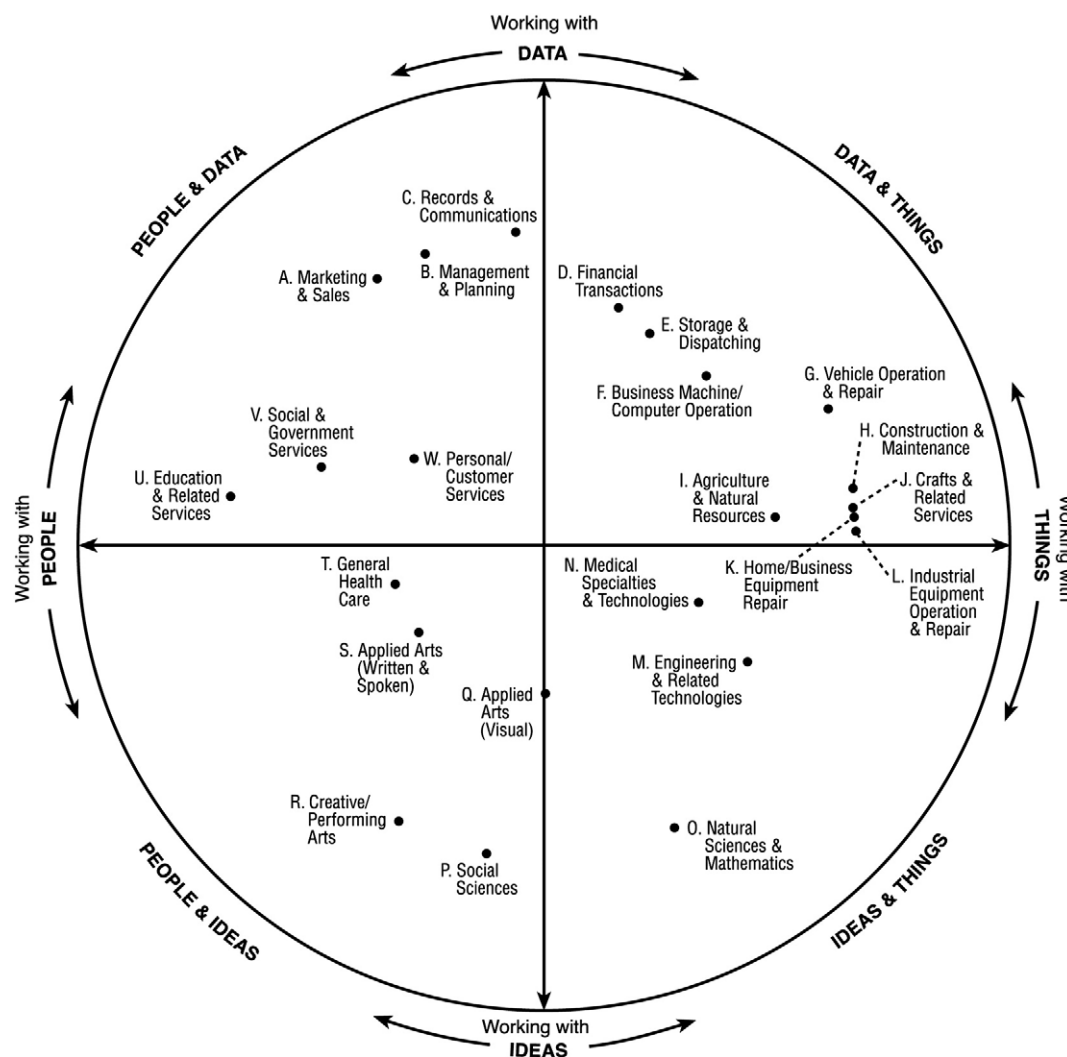 Working with
DATA
PEOPLE & DATA
DATA & THINGS
C. Records &
Communications
A. Marketing
& Sales
B. Management
& Planning
D. Financial
Transactions
E. Storage &
Dispatching
F. Business Machine/
Computer Operation
G. Vehicle Operation
& Repair
H. Construction &
Maintenance
V. Social &
Government
Services
W. Personal/
Customer
Services
U. Education
& Related
Services
I. Agriculture
& Natural
Resources
J. Crafts &
Related
Services
Working with
PEOPLE
THINGS
Working with
T. General
Health
Care
N. Medical
Specialties
& Technologies
K. Home/Business
Equipment
Repair
L. Industrial
Equipment
Operation
& Repair
S. Applied Arts
(Written &
Spoken)
Q. Applied
Arts
(Visual)
M. Engineering
& Related
Technologies
R. Creative/
Performing
Arts
P. Social
Sciences
O. Natural
Sciences &
Mathematics
PEOPLE & IDEAS
IDEAS & THINGS
Working with
IDEAS